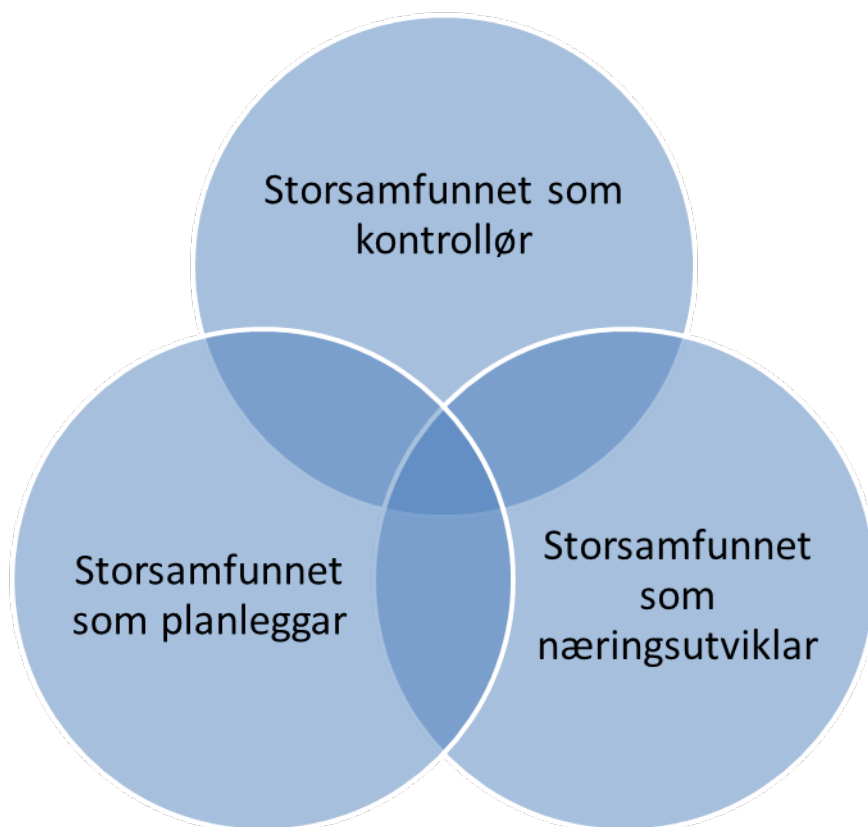 Storsamfunnet som
kontrollør
Storsamfunnet
som planleggar
Storsamfunnet
som
næringsutviklar